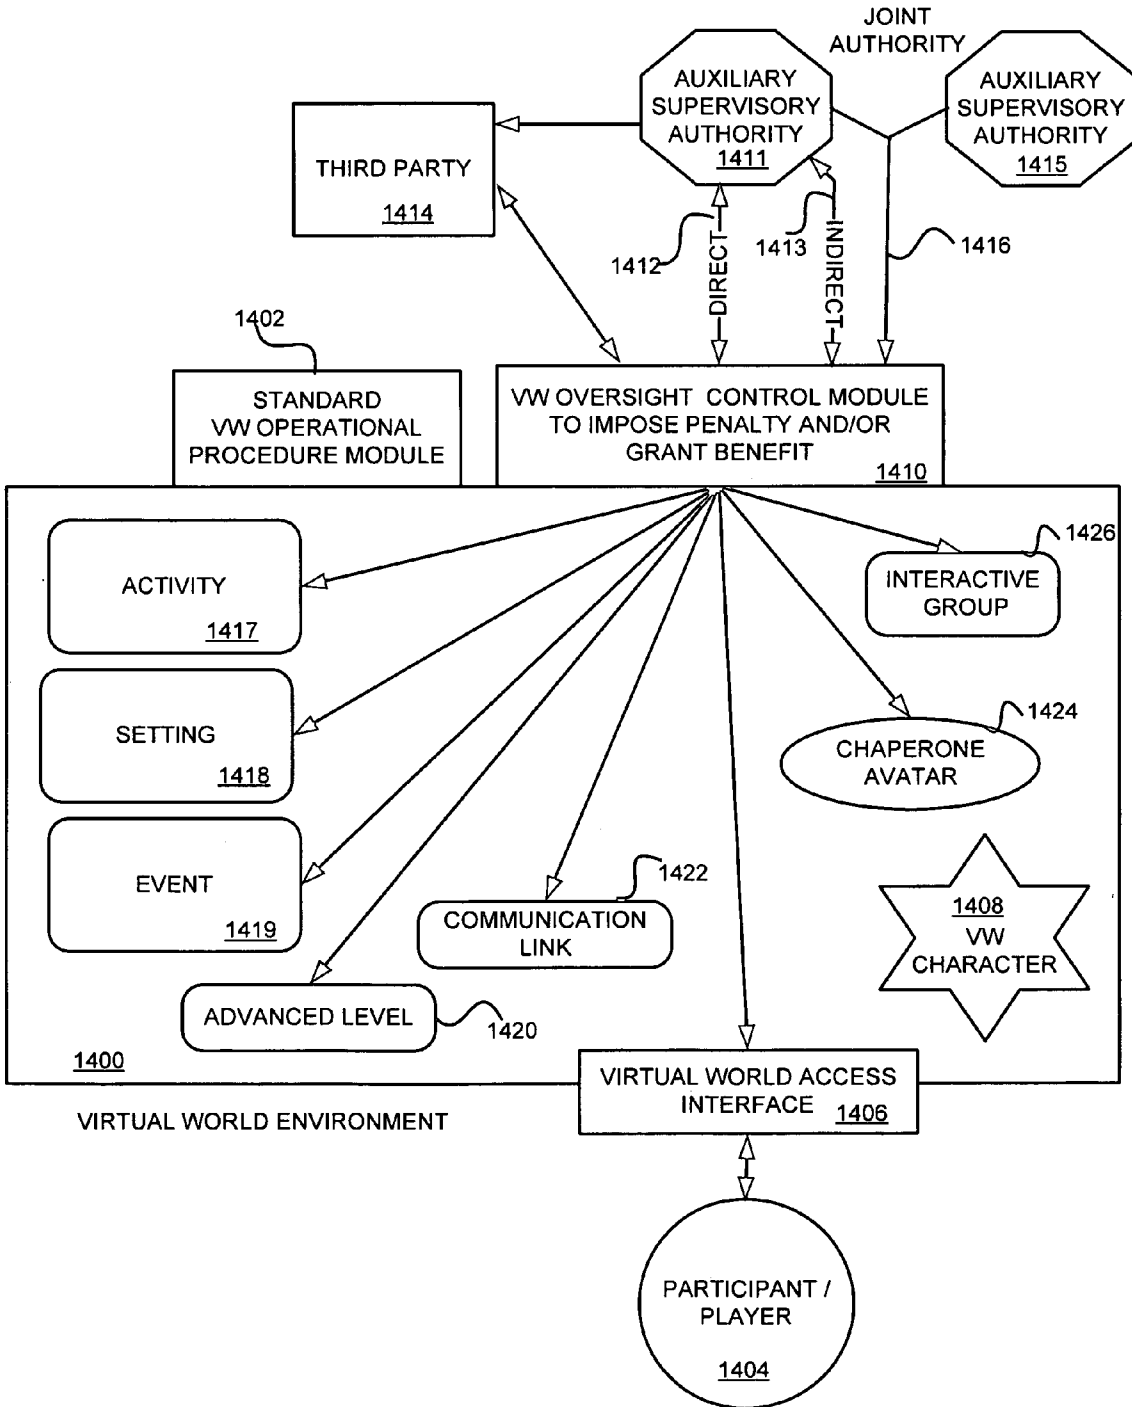 JOINT
AUTHORITY
AUXILIARY
SUPERVISORY
AUTHORITY
1411
AUXILIARY
SUPERVISORY
AUTHORITY
1415
THIRD PARTY
1414
1412
DIRECT
1413
INDIRECT
1416
1402
STANDARD
VW OPERATIONAL
PROCEDURE MODULE
VW OVERSIGHT CONTROL MODULE
TO IMPOSE PENALTY AND/OR
GRANT BENEFIT
1410
ACTIVITY
1417
1426
INTERACTIVE
GROUP
SETTING
1418
1424
CHAPERONE
AVATAR
EVENT
1419
1422
COMMUNICATION
LINK
1408
VW
CHARACTER
ADVANCED LEVEL
1420
1400
VIRTUAL WORLD ACCESS
INTERFACE
1406
VIRTUAL WORLD ENVIRONMENT
PARTICIPANT /
PLAYER
1404